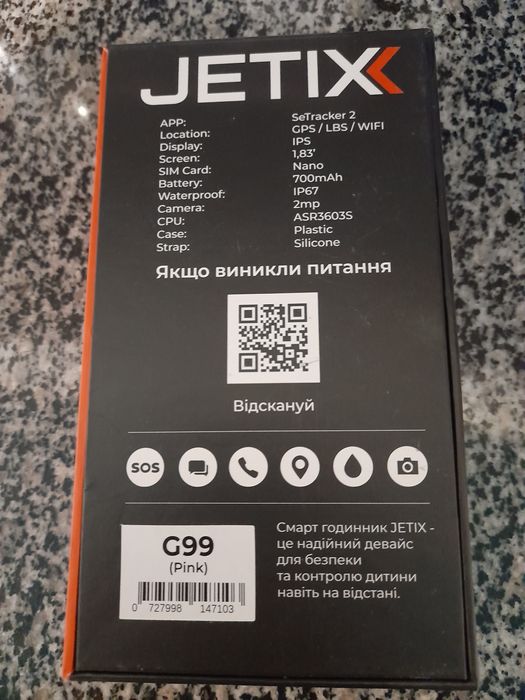 JETIX
APP: SeTracker 2
Location: GPS / LBS / WIFI
Display: IPS
Screen: 1,83'
SIM Card: Nano
Battery: 700mAh
Waterproof: IP67
Camera: 2mp
CPU: ASR3603S
Case: Plastic
Strap: Silicone
Якщо виникли питання
Відскануй
SOS
G99
(Pink)
0 727998 147103
Смарт годинник JETIX -
це надійний девайс
для безпеки
та контролю дитини
навіть на відстані.